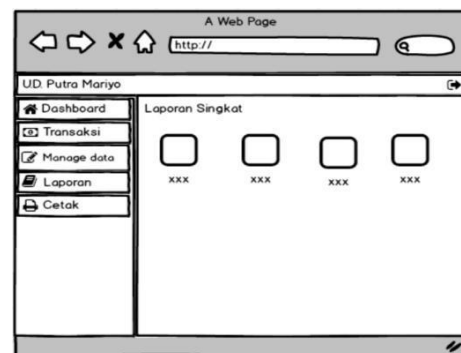 A Web Page
http://
UD. Putra Mariyo
Dashboard
Laporan Singkat
Transaksi
Manage data
Laporan
Cetak
xxx xxx xxx xxx